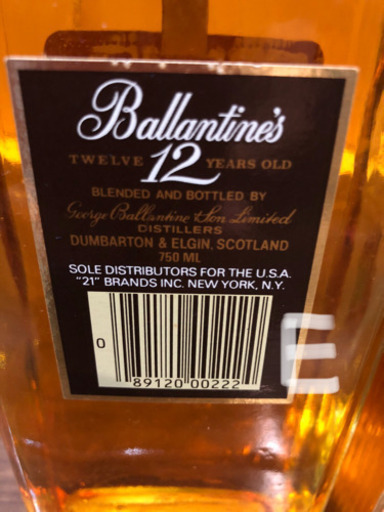 Ballantine's
TWELVE 12 YEARS OLD
BLENDED AND BOTTLED BY
George Ballantine & Son Limited
DISTILLERS
DUMBARTON & ELGIN, SCOTLAND
750 ML
SOLE DISTRIBUTORS FOR THE U.S.A.
"21" BRANDS INC. NEW YORK, N.Y.
0
89120 00222
E